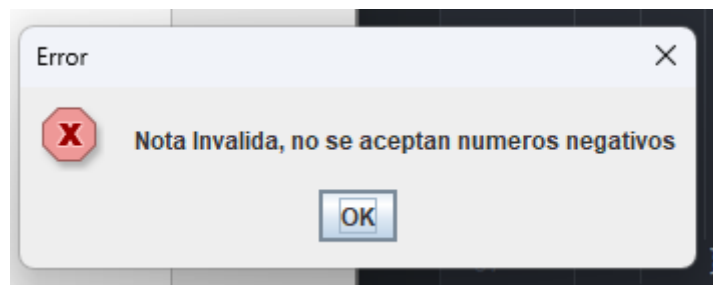 Error
Nota Invalida, no se aceptan numeros negativos
OK